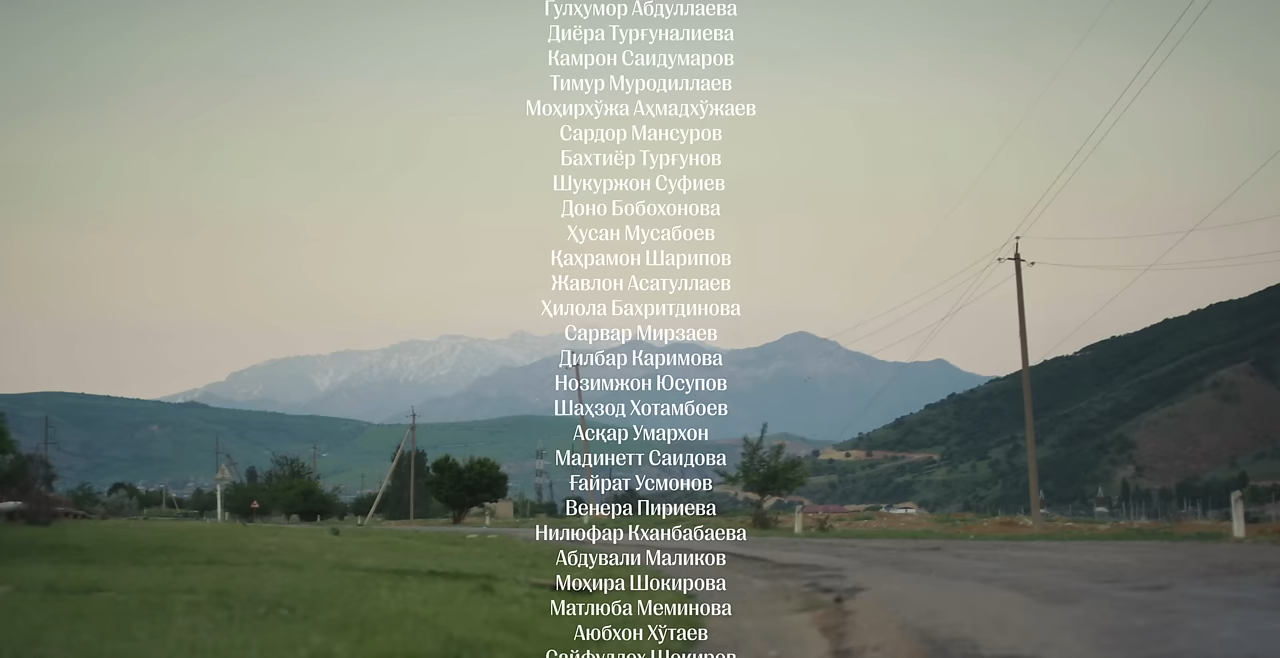 Гулҳумор Абдуллаева
Диёра Турғуналиева
Камрон Саидумаров
Тимур Муродиллаев
Моҳирхўжа Аҳмадхўжаев
Сардор Мансуров
Бахтиёр Турғунов
Шукуржон Суфиев
Доно Бобохонова
Ҳусан Мусабоев
Қаҳрамон Шарипов
Жавлон Асатуллаев
Ҳилола Бахритдинова
Сарвар Мирзаев
Дилбар Каримова
Нозимжон Юсупов
Шаҳзод Хотамбоев
Асқар Умархон
Мадинетт Саидова
Ғайрат Усмонов
Венера Пириева
Нилюфар Кханбабаева
Абдували Маликов
Моҳира Шокирова
Матлюба Меминова
Аюбхон Хўтаев